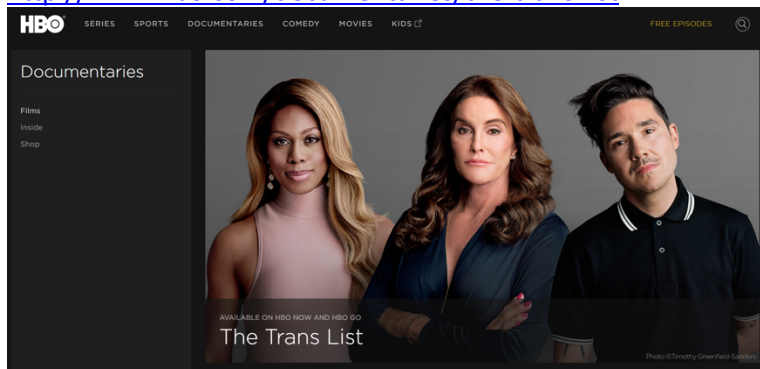 HBO SERIES SPORTS DOCUMENTARIES COMEDY MOVIES KIDS FREE EPISODES
Documentaries
Films
Inside
Shop
AVAILABLE ON HBO NOW AND HBO GO
The Trans List
Photo ©Timothy Greenfield-Sanders